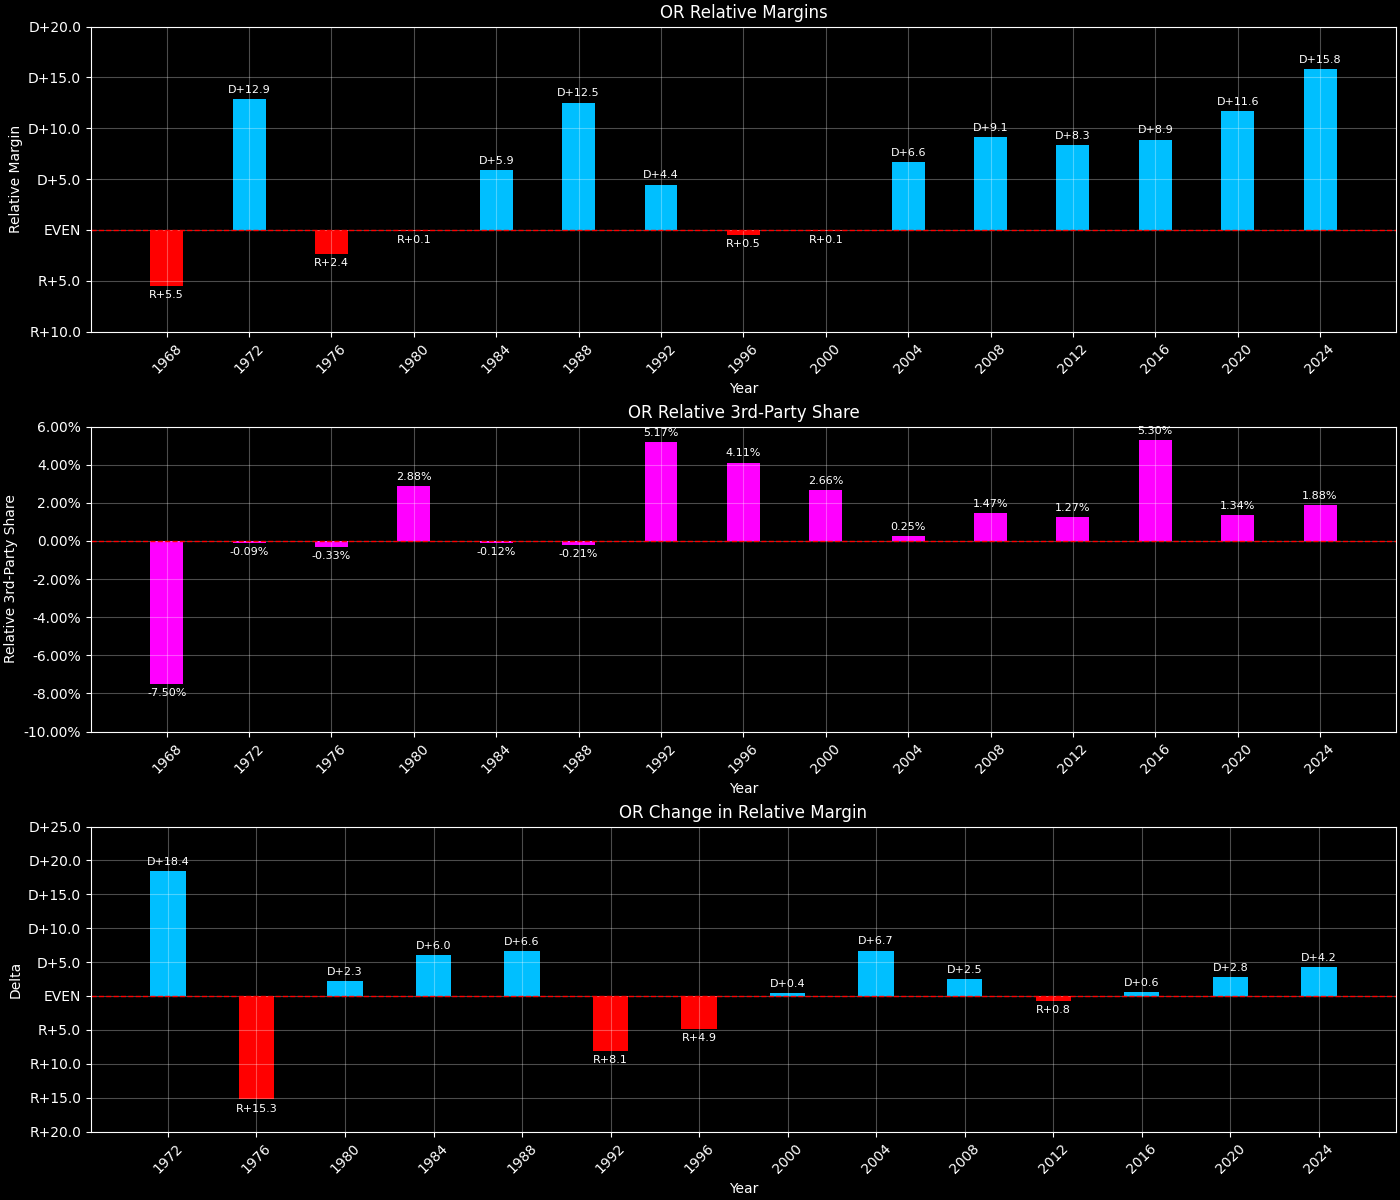 OR Relative Margins
D+20.0
D+15.0
D+10.0
D+5.0
EVEN
R+5.0
R+10.0
Relative Margin
R+5.5
D+12.9
R+2.4
R+0.1
D+5.9
D+12.5
D+4.4
R+0.5
R+0.1
D+6.6
D+9.1
D+8.3
D+8.9
D+11.6
D+15.8
1968
1972
1976
1980
1984
1988
1992
1996
2000
2004
2008
2012
2016
2020
2024
Year
OR Relative 3rd-Party Share
6.00%
4.00%
2.00%
0.00%
-2.00%
-4.00%
-6.00%
-8.00%
-10.00%
Relative 3rd-Party Share
-7.50%
-0.09%
-0.33%
2.88%
-0.12%
-0.21%
5.17%
4.11%
2.66%
0.25%
1.47%
1.27%
5.30%
1.34%
1.88%
1968
1972
1976
1980
1984
1988
1992
1996
2000
2004
2008
2012
2016
2020
2024
Year
OR Change in Relative Margin
D+25.0
D+20.0
D+15.0
D+10.0
D+5.0
EVEN
R+5.0
R+10.0
R+15.0
R+20.0
Delta
D+18.4
R+15.3
D+2.3
D+6.0
D+6.6
R+8.1
R+4.9
D+0.4
D+6.7
D+2.5
R+0.8
D+0.6
D+2.8
D+4.2
1972
1976
1980
1984
1988
1992
1996
2000
2004
2008
2012
2016
2020
2024
Year